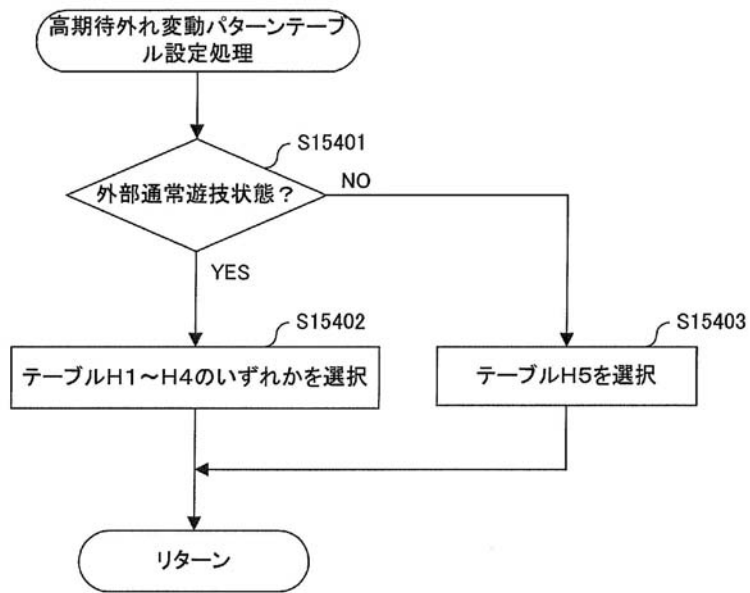 高期待外れ変動パターンテーブ
ル設定処理
S15401
外部通常遊技状態？
NO
YES
S15402
S15403
テーブルH1～H4のいずれかを選択
テーブルH5を選択
リターン